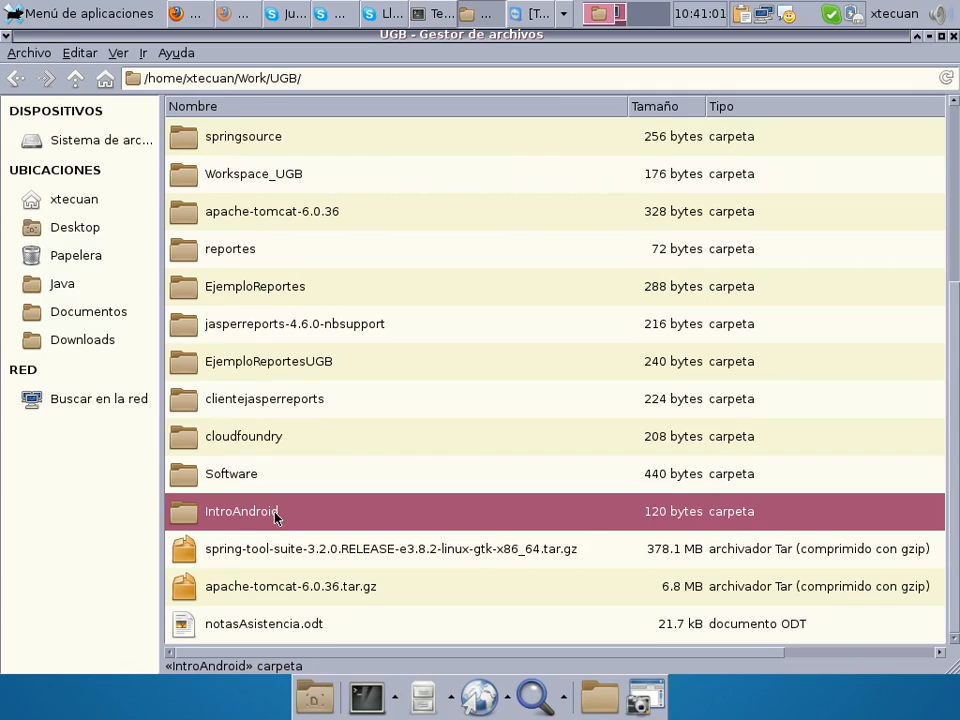 Menú de aplicaciones
...
...
Ju...
...
Ll...
Te...
...
[T...
10:41:01
xtecuan
UGB - Gestor de archivos
Archivo Editar Ver Ir Ayuda
/home/xtecuan/Work/UGB/
DISPOSITIVOS
Sistema de arc...
UBICACIONES
xtecuan
Desktop
Papelera
Java
Documentos
Downloads
RED
Buscar en la red
Nombre Tamaño Tipo
springsource 256 bytes carpeta
Workspace_UGB 176 bytes carpeta
apache-tomcat-6.0.36 328 bytes carpeta
reportes 72 bytes carpeta
EjemploReportes 288 bytes carpeta
jasperreports-4.6.0-nbsupport 216 bytes carpeta
EjemploReportesUGB 240 bytes carpeta
clientejasperreports 224 bytes carpeta
cloudfoundry 208 bytes carpeta
Software 440 bytes carpeta
IntroAndroid 120 bytes carpeta
spring-tool-suite-3.2.0.RELEASE-e3.8.2-linux-gtk-x86_64.tar.gz 378.1 MB archivador Tar (comprimido con gzip)
apache-tomcat-6.0.36.tar.gz 6.8 MB archivador Tar (comprimido con gzip)
notasAsistencia.odt 21.7 kB documento ODT
«IntroAndroid» carpeta